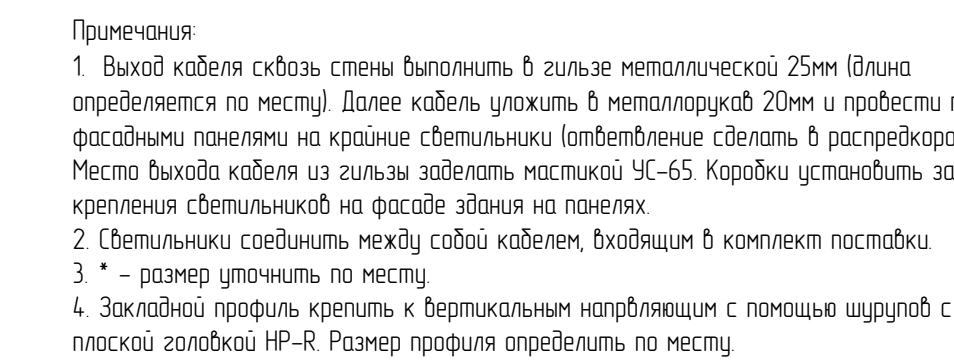 Примечания:
1. Выход кабеля сквозь стены выполнить в гильзе металлической 25мм (длина
определяется по месту). Далее кабель уложить в металлорукав 20мм и провести
фасадными панелями на крайние светильники (ответвление сделать в распредкоро
Место выхода кабеля из гильзы заделать мастикой УС-65. Коробки установить за
крепления светильников на фасаде здания на панелях.
2. Светильники соединить между собой кабелем, входящим в комплект поставки.
3. * - размер уточнить по месту.
4. Закладной профиль крепить к вертикальным напрвляющим с помощью шурупов с
плоской головкой HP-R. Размер профиля определить по месту.